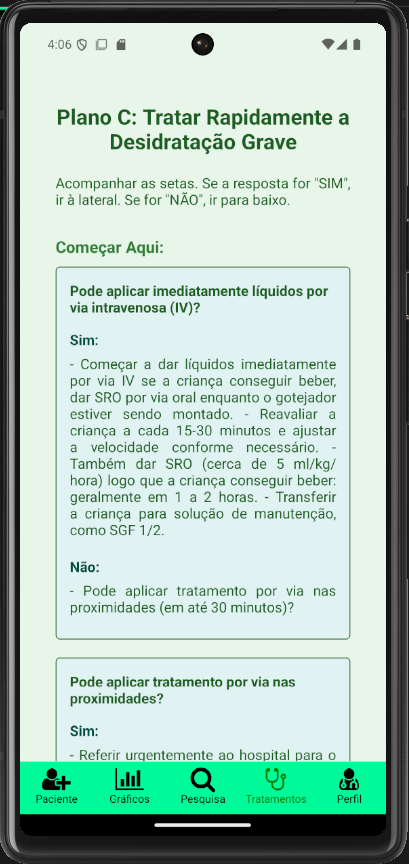 4:06
Plano C: Tratar Rapidamente a
Desidratação Grave
Acompanhar as setas. Se a resposta for "SIM",
ir à lateral. Se for "NÃO", ir para baixo.
Começar Aqui:
Pode aplicar imediatamente líquidos por
via intravenosa (IV)?
Sim:
- Começar a dar líquidos imediatamente
por via IV se a criança conseguir beber,
dar SRO por via oral enquanto o gotejador
estiver sendo montado. - Reavaliar a
criança a cada 15-30 minutos e ajustar
a velocidade conforme necessário. -
Também dar SRO (cerca de 5 ml/kg/
hora) logo que a criança conseguir beber:
geralmente em 1 a 2 horas. - Transferir
a criança para solução de manutenção,
como SGF 1/2.
Não:
- Pode aplicar tratamento por via nas
proximidades (em até 30 minutos)?
Pode aplicar tratamento por via nas
proximidades?
Sim:
- Referir urgentemente ao hospital para o
Paciente Gráficos Pesquisa Tratamentos Perfil